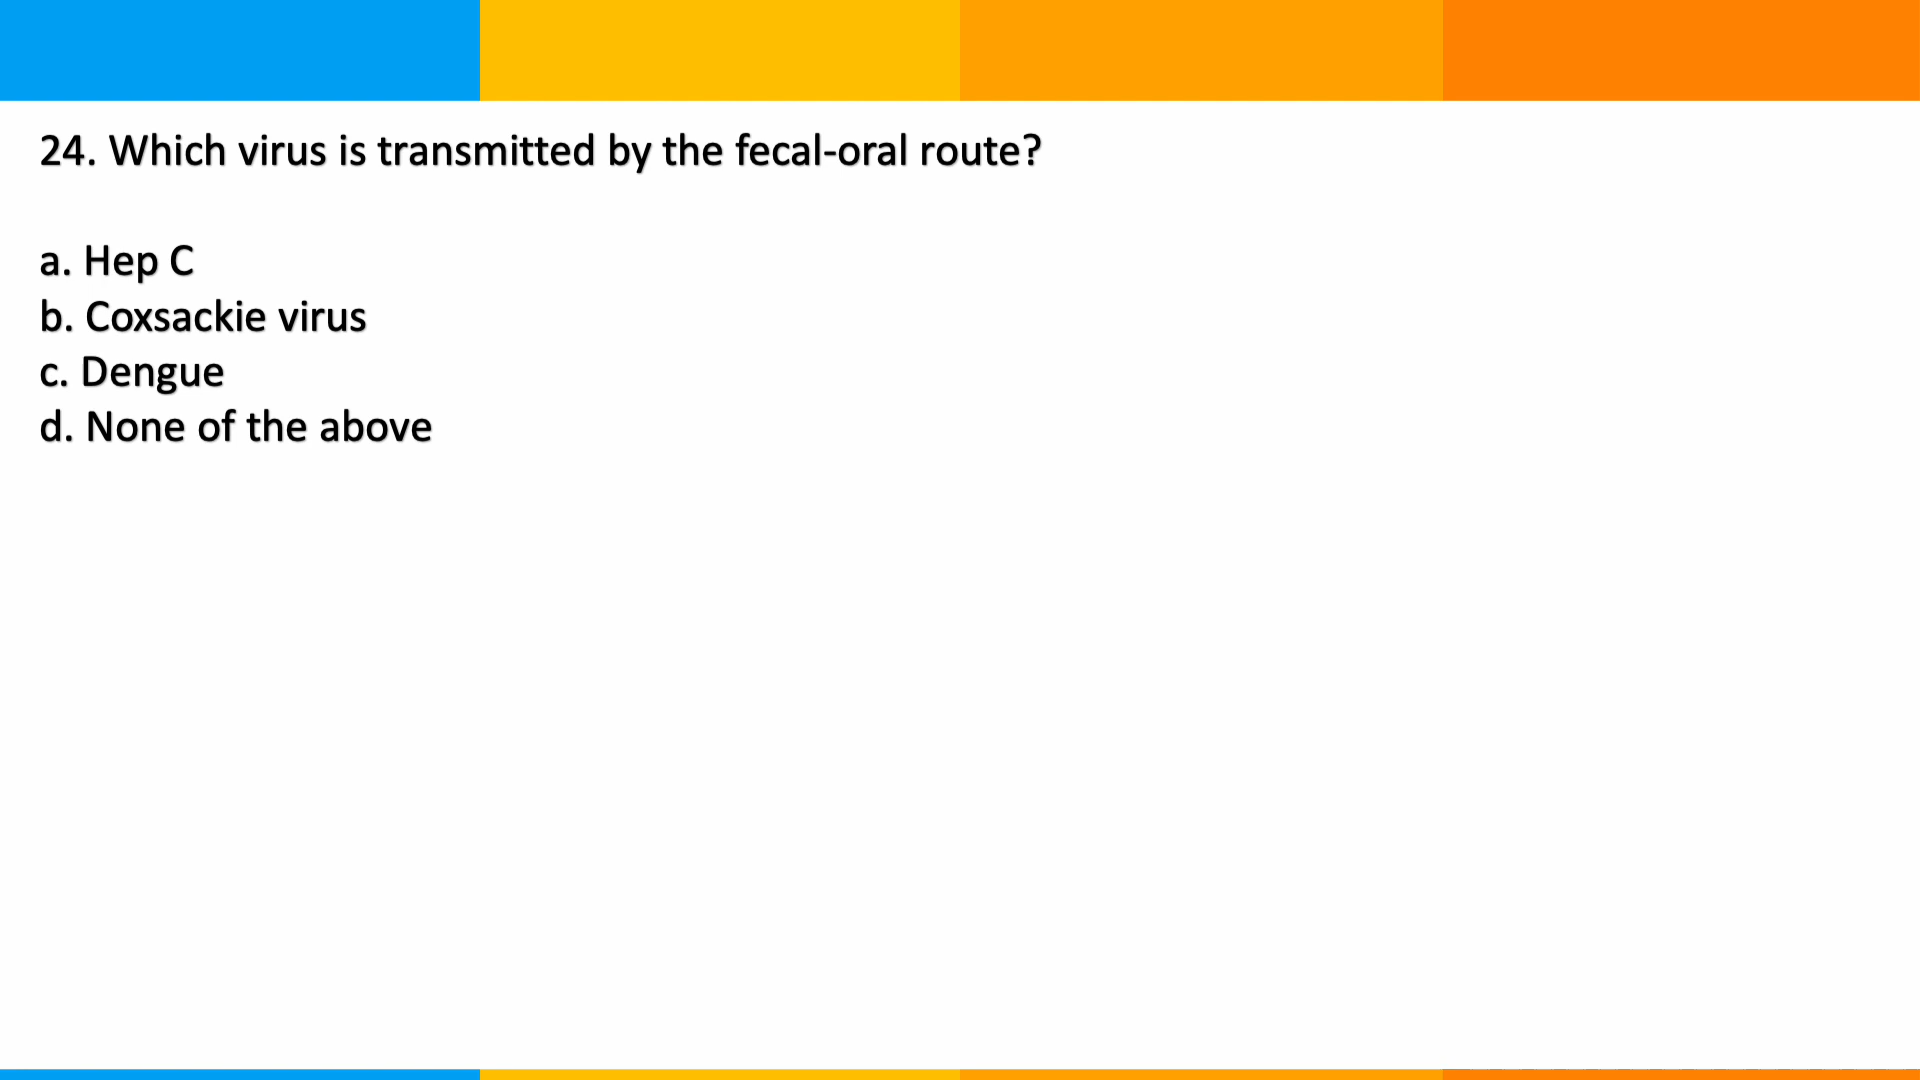 24. Which virus is transmitted by the fecal-oral route?
a. Hep C
b. Coxsackie virus
c. Dengue
d. None of the above